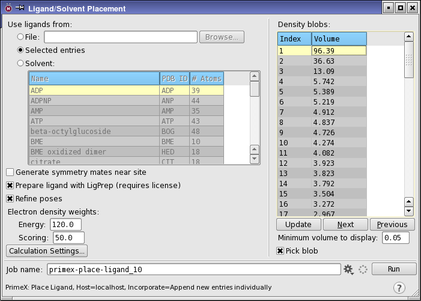 Ligand/Solvent Placement
Use ligands from:
File:
Browse...
Selected entries
Solvent:
Name PDB ID # Atoms
ADP ADP 39
ADPNP ANP 44
AMP AMP 35
ATP ATP 43
beta-octylglucoside BOG 48
BME BME 10
BME oxidized dimer HED 18
citrate CIT 18
Generate symmetry mates near site
Prepare ligand with LigPrep (requires license)
Refine poses
Electron density weights:
Energy: 120.0
Scoring: 50.0
Calculation Settings...
Density blobs:
Index Volume
1 96.39
2 36.63
3 13.09
4 5.742
5 5.389
6 5.219
7 4.912
8 4.837
9 4.726
10 4.274
11 4.082
12 3.923
13 3.823
14 3.792
15 3.504
16 3.272
17 2.967
Update Next Previous
Minimum volume to display: 0.05
Pick blob
Job name: primex-place-ligand_10
Run
PrimeX: Place Ligand, Host=localhost, Incorporate=Append new entries individually
?